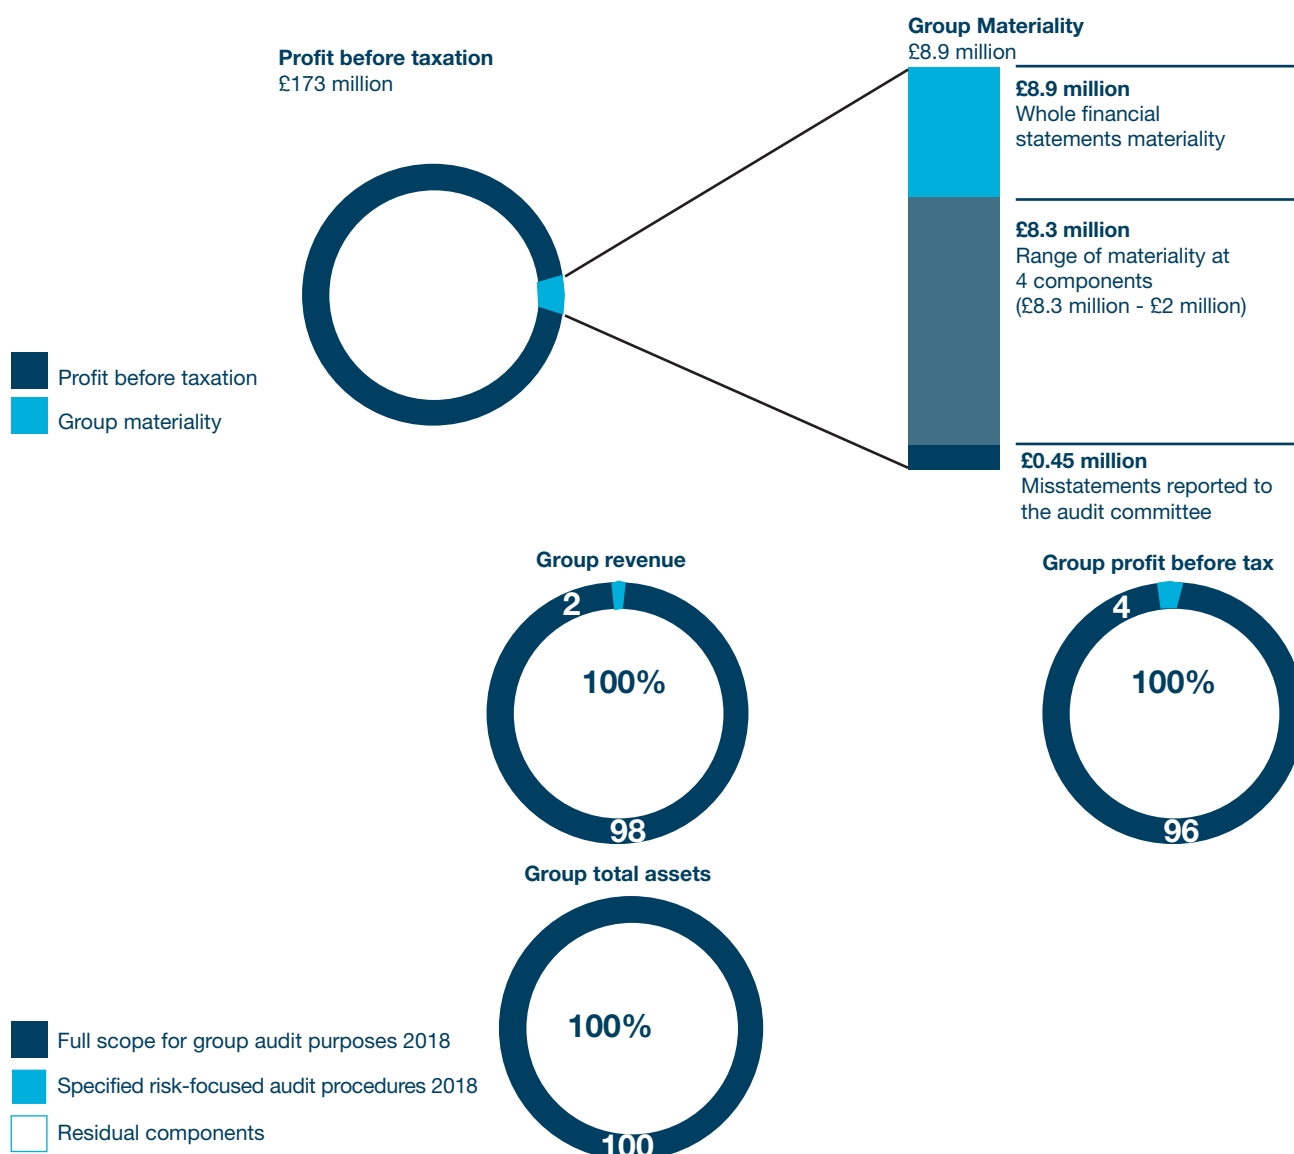 Profit before taxation
£173 million
Group Materiality
£8.9 million
£8.9 million
Whole financial
statements materiality
£8.3 million
Range of materiality at
4 components
(£8.3 million - £2 million)
£0.45 million
Misstatements reported to
the audit committee
Profit before taxation
Group materiality
Group revenue
2
100%
98
Group profit before tax
4
100%
96
Group total assets
100%
100
Full scope for group audit purposes 2018
Specified risk-focused audit procedures 2018
Residual components